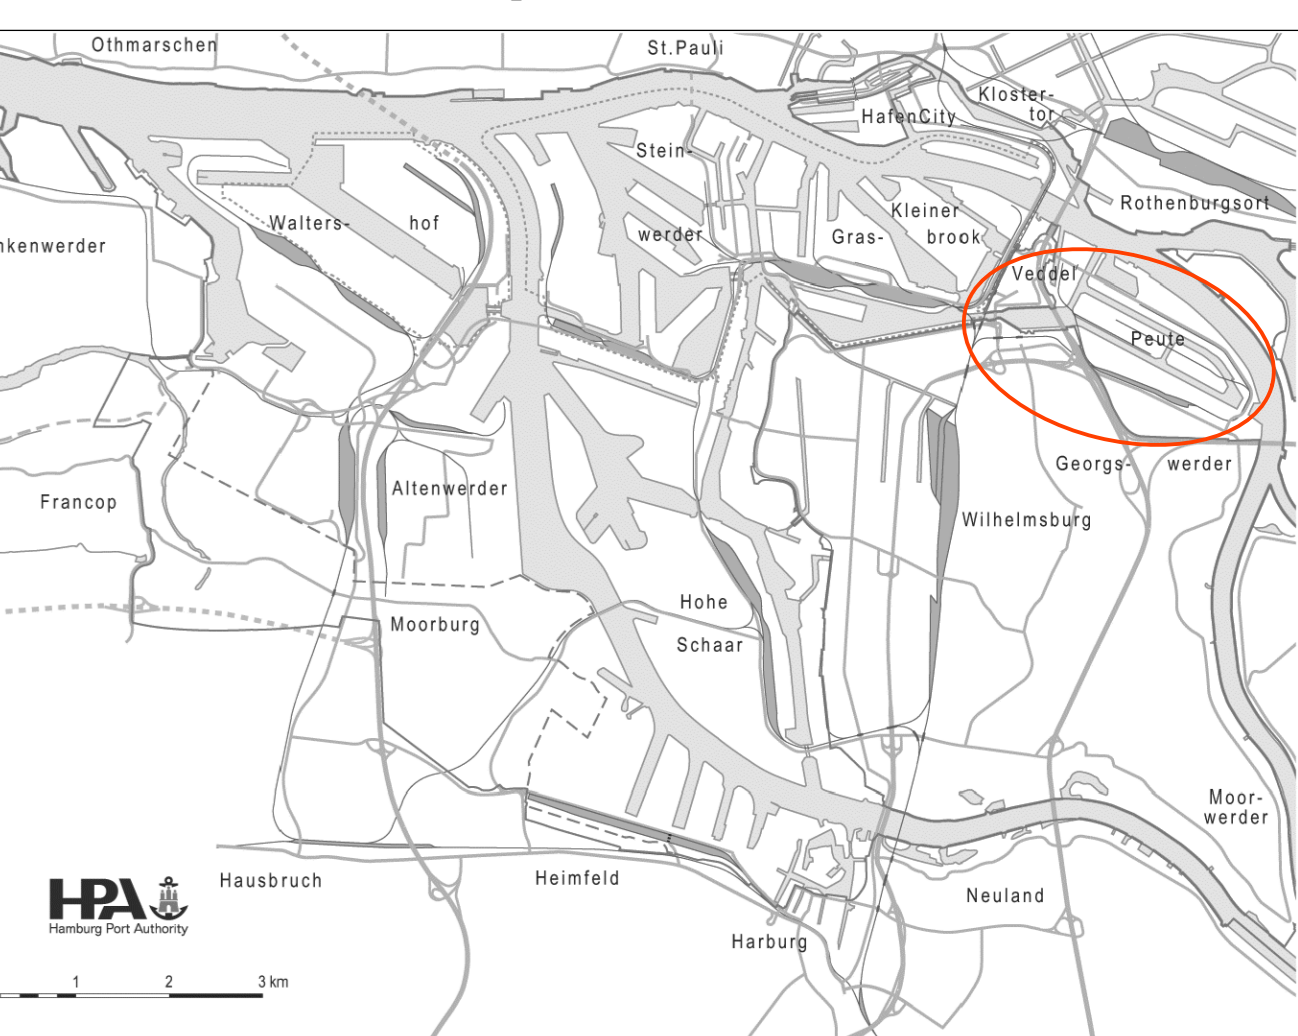 Othmarschen
St.Pauli
Kloster-
tor
HafenCity
Stein-
werder
Rothenburgsort
Walters-
hof
Kleiner
brook
Gras-
nkenwerder
Veddel
Peute
Georgs-
werder
Altenwerder
Francop
Wilhelmsburg
Hohe
Schaar
Moorburg
Moor-
werder
Hausbruch
Heimfeld
Neuland
Harburg
HPA
Hamburg Port Authority
1 2 3 km